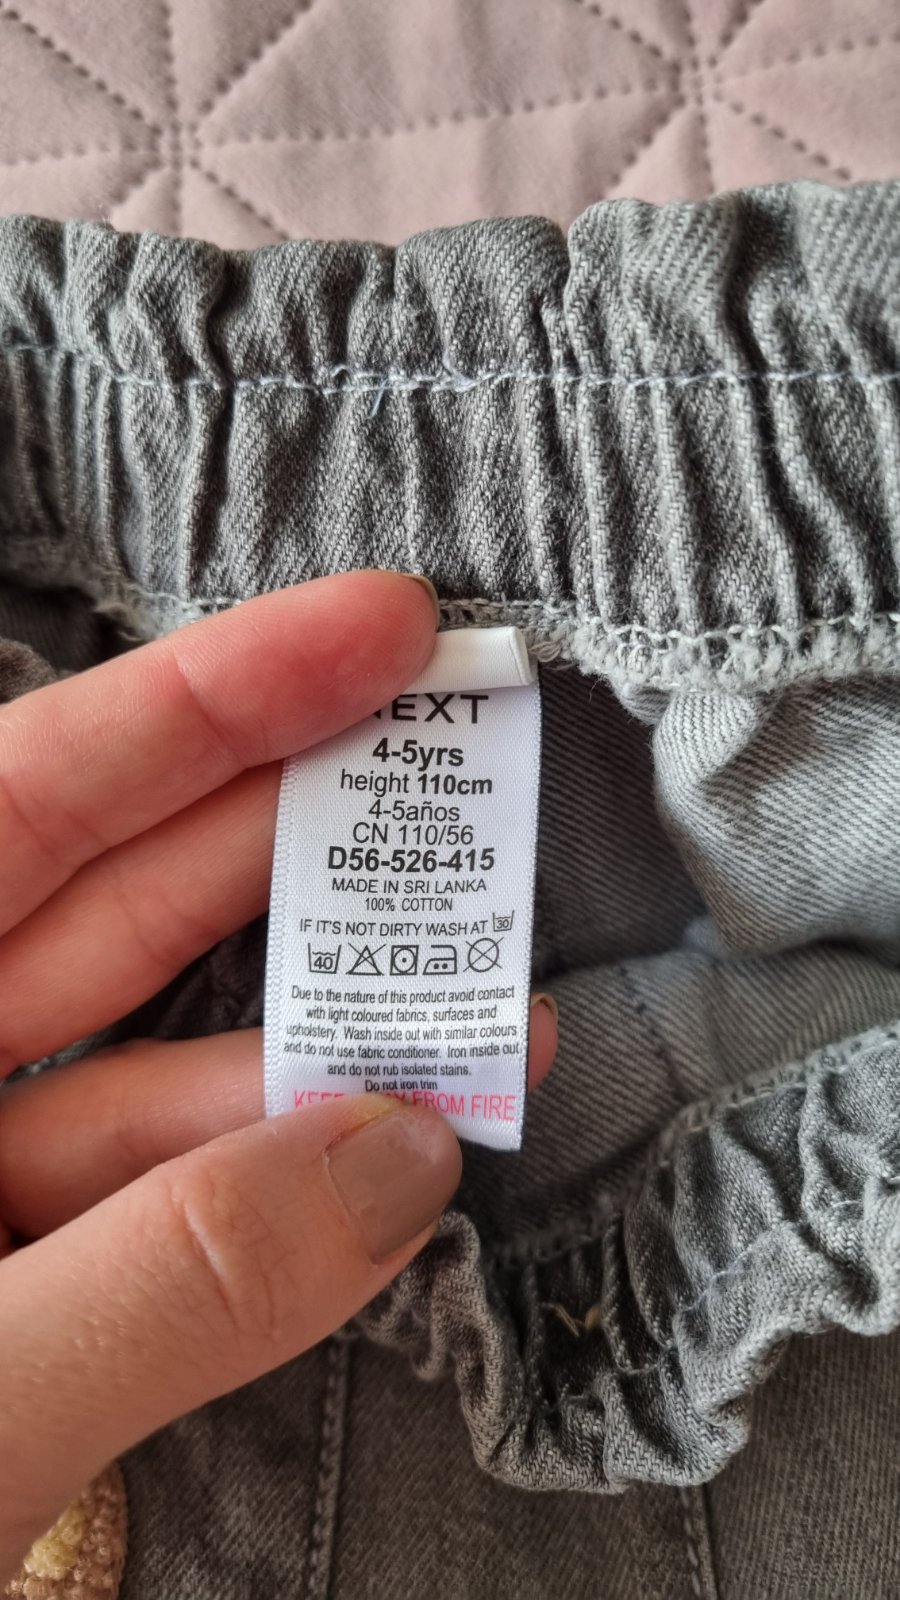 NEXT
4-5yrs
height 110cm
4-5años
CN 110/56
D56-526-415
MADE IN SRI LANKA
100% COTTON
IF IT'S NOT DIRTY WASH AT 30
40
Due to the nature of this product avoid contact
with light coloured fabrics, surfaces and
upholstery. Wash inside out with similar colours
and do not use fabric conditioner. Iron inside out
and do not rub isolated stains.
Do not iron trim
KEEP AWAY FROM FIRE